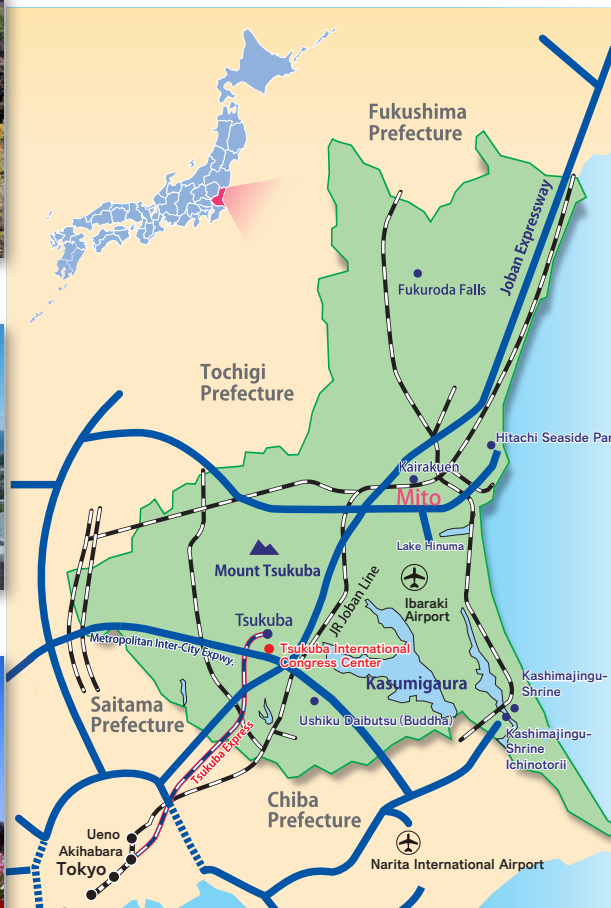 Fukushima
Prefecture
Joban Expressway
Fukuroda Falls
Tochigi
Prefecture
Hitachi Seaside Par
Kairakuen
Mito
Lake Hinuma
Mount Tsukuba
JR Joban Line
Ibaraki
Airport
Tsukuba
Tsukuba International
Congress Center
Metropolitan Inter-City Expwy.
Kasumigaura
Kashimajingu-
Shrine
Saitama
Prefecture
Ushiku Daibutsu (Buddha)
Kashimajingu-
Shrine
Ichinotorii
Tsukuba Express
Chiba
Prefecture
Ueno
Akihabara
Tokyo
Narita International Airport